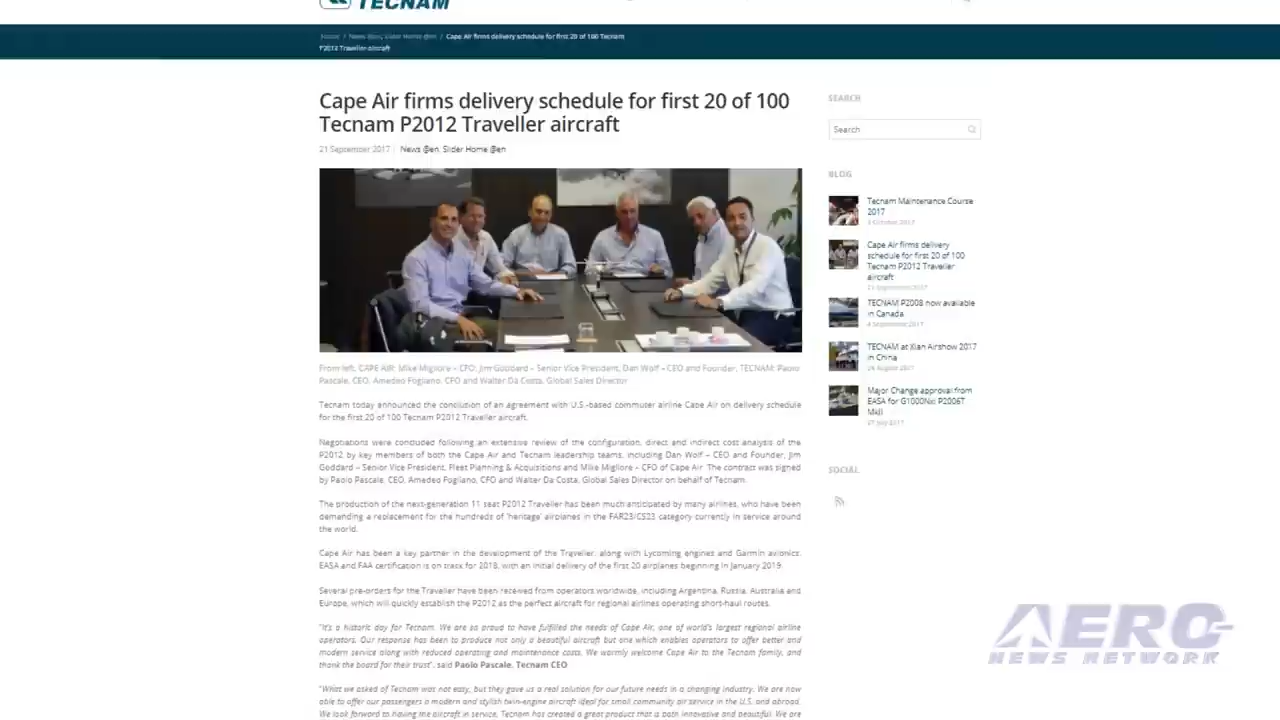 TECNAM
Home / News @en, Slider Home @en / Cape Air firms delivery schedule for first 20 of 100 Tecnam
P2012 Traveller aircraft
Cape Air firms delivery schedule for first 20 of 100
Tecnam P2012 Traveller aircraft
21 September 2017 | News @en, Slider Home @en
From left, CAPE AIR: Mike Migliore – CFO; Jim Goddard – Senior Vice President, Dan Wolf – CEO and Founder, TECNAM: Paolo
Pascale, CEO, Amedeo Fogliano, CFO and Walter Da Costa, Global Sales Director
Tecnam today announced the conclusion of an agreement with U.S.-based commuter airline Cape Air on delivery schedule
for the first 20 of 100 Tecnam P2012 Traveller aircraft.
Negotiations were concluded following an extensive review of the configuration, direct and indirect cost analysis of the
P2012 by key members of both the Cape Air and Tecnam leadership teams, including Dan Wolf – CEO and Founder, Jim
Goddard – Senior Vice President, Fleet Planning & Acquisitions and Mike Migliore – CFO of Cape Air. The contract was signed
by Paolo Pascale, CEO, Amedeo Fogliano, CFO and Walter Da Costa, Global Sales Director on behalf of Tecnam.
The production of the next-generation 11 seat P2012 Traveller has been much anticipated by many airlines, who have been
demanding a replacement for the hundreds of 'heritage' airplanes in the FAR23/CS23 category currently in service around
the world.
Cape Air has been a key partner in the development of the Traveller, along with Lycoming engines and Garmin avionics.
EASA and FAA certification is on track for 2018, with an initial delivery of the first 20 airplanes beginning in January 2019.
Several pre-orders for the Traveller have been received from operators worldwide, including Argentina, Russia, Australia and
Europe, which will quickly establish the P2012 as the perfect aircraft for regional airlines operating short-haul routes.
"It's a historic day for Tecnam. We are so proud to have fulfilled the needs of Cape Air, one of world's largest regional airline
operators. Our response has been to produce not only a beautiful aircraft but one which enables operators to offer better and
modern service along with reduced operating and maintenance costs. We warmly welcome Cape Air to the Tecnam family, and
thank the board for their trust", said Paolo Pascale, Tecnam CEO
"What we asked of Tecnam was not easy, but they gave us a real solution for our future needs in a changing industry. We are now
able to offer our passengers a modern and stylish twin-engine aircraft ideal for small community air service in the U.S. and abroad.
We look forward to having the aircraft in service, Tecnam has created a great product that is both innovative and beautiful. We are
SEARCH
Search
BLOG
Tecnam Maintenance Course
2017
October 2017
Cape Air firms delivery
schedule for first 20 of 100
Tecnam P2012 Traveller
aircraft
21 September 2017
TECNAM P2008 now available
in Canada
4 September 2017
TECNAM at Xian Airshow 2017
in China
August 2017
Major Change approval from
EASA for G1000Nxi P2006T
MkII
27 July 2017
SOCIAL
AERO
NEWS NETWORK